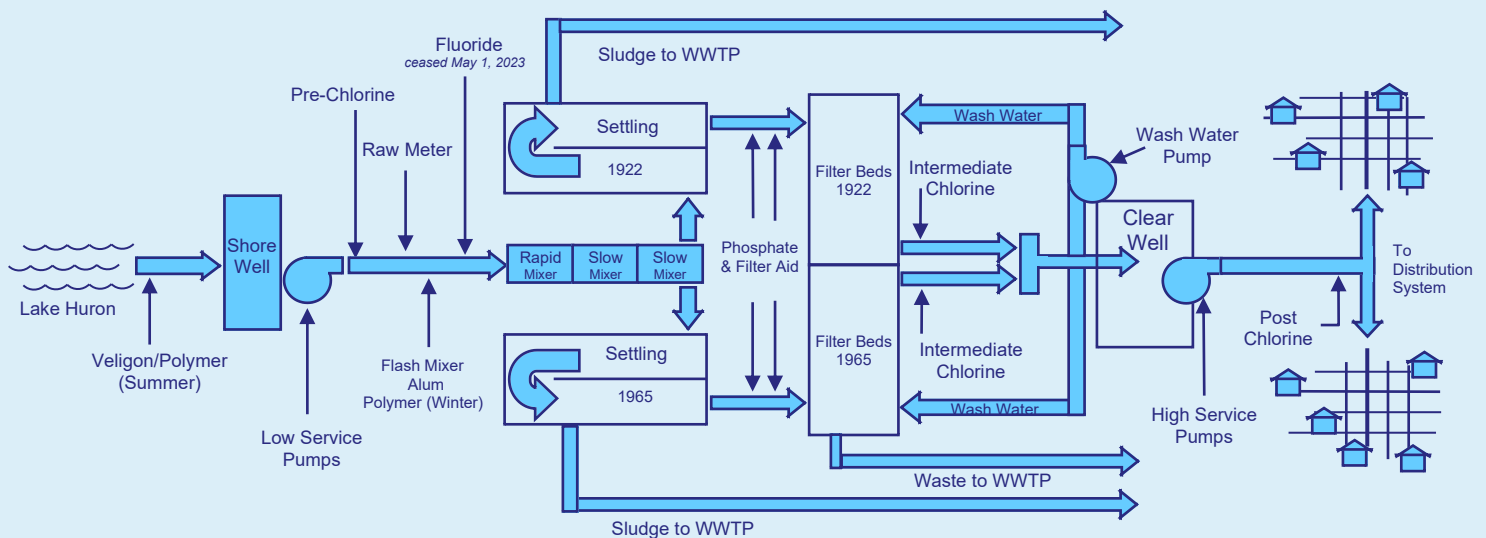 Fluoride
ceased May 1, 2023
Sludge to WWTP
Pre-Chlorine
Raw Meter
Settling
1922
Wash Water
Wash Water
Pump
Filter Beds
1922
Intermediate
Chlorine
Shore
Well
Clear
Well
Rapid
Mixer
Slow
Mixer
Slow
Mixer
Phosphate
& Filter Aid
To
Distribution
System
Lake Huron
Veligon/Polymer
(Summer)
Flash Mixer
Alum
Polymer (Winter)
Low Service
Pumps
Settling
1965
Filter Beds
1965
Intermediate
Chlorine
Wash Water
Post
Chlorine
High Service
Pumps
Waste to WWTP
Sludge to WWTP